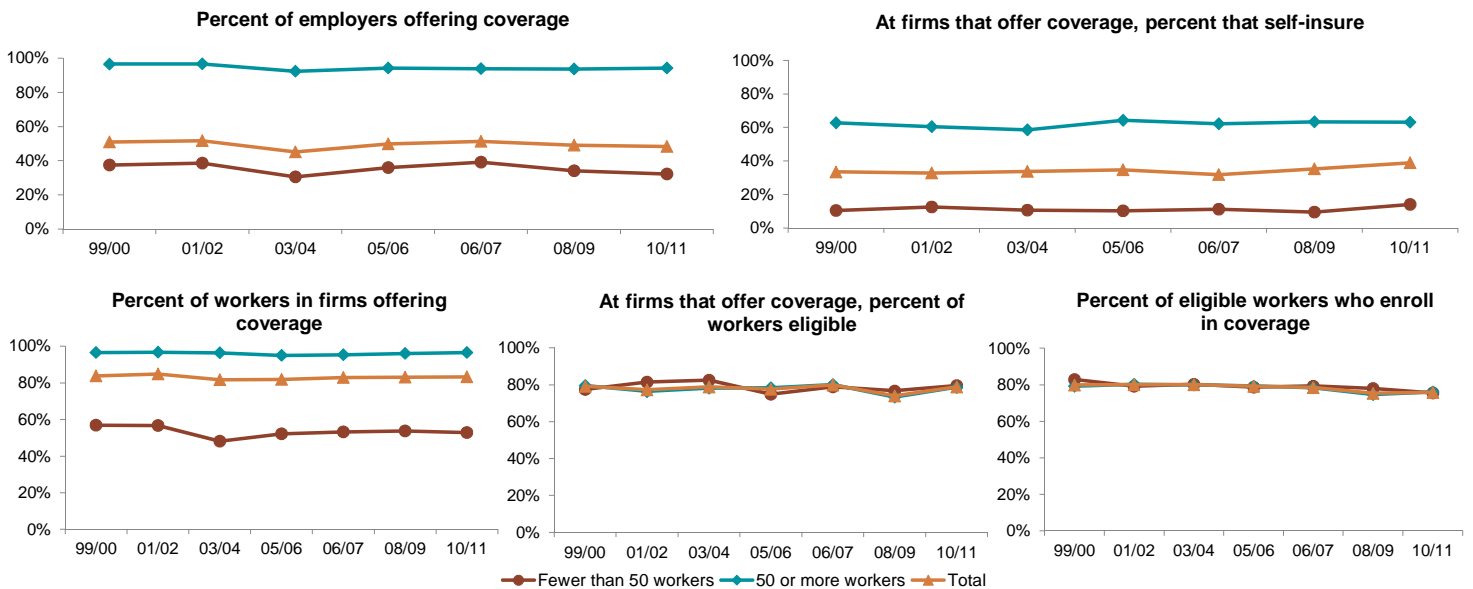 Percent of employers offering coverage
100%
80%
60%
40%
20%
0%
99/00 01/02 03/04 05/06 06/07 08/09 10/11
At firms that offer coverage, percent that self-insure
100%
80%
60%
40%
20%
0%
99/00 01/02 03/04 05/06 06/07 08/09 10/11
Percent of workers in firms offering
coverage
100%
80%
60%
40%
20%
0%
99/00 01/02 03/04 05/06 06/07 08/09 10/11
At firms that offer coverage, percent of
workers eligible
100%
80%
60%
40%
20%
0%
99/00 01/02 03/04 05/06 06/07 08/09 10/11
Percent of eligible workers who enroll
in coverage
100%
80%
60%
40%
20%
0%
99/00 01/02 03/04 05/06 06/07 08/09 10/11
Fewer than 50 workers 50 or more workers Total